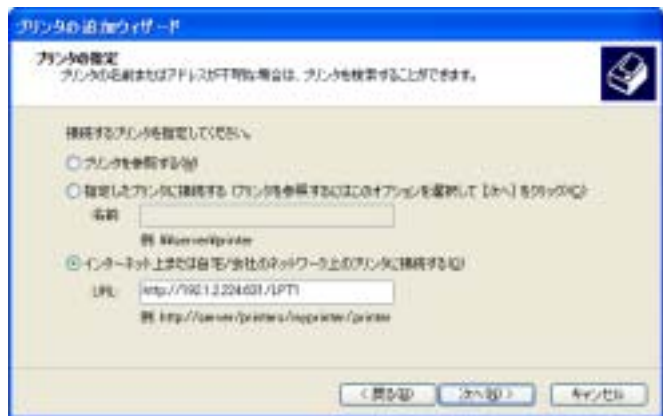 プリンタの追加ウィザード
プリンタの指定
プリンタの名前またはアドレスが不明な場合は、プリンタを検索することができます。
接続するプリンタを指定してください。
プリンタを参照する(W)
指定したプリンタに接続する (プリンタを参照するにはこのオプションを選択して [次へ] をクリック)(C)
名前:
例: \\server\printer
インターネット上または自宅/会社のネットワーク上のプリンタに接続する(O)
URL: http://192.1.2.224:631/LPT1
例: http://server/printers/myprinter/.printer
< 戻る(B) 次へ(N) > キャンセル